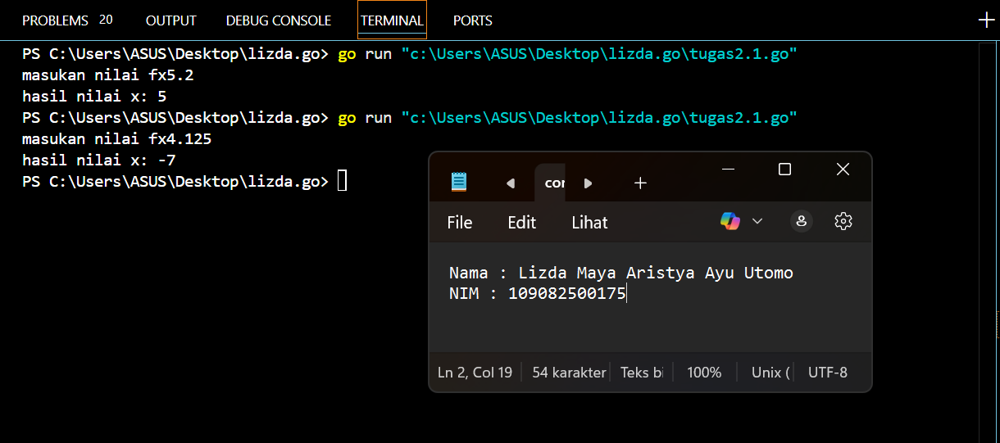 PROBLEMS 20 OUTPUT DEBUG CONSOLE TERMINAL PORTS
PS C:\Users\ASUS\Desktop\lizda.go> go run "c:\Users\ASUS\Desktop\lizda.go\tugas2.1.go"
masukan nilai fx5.2
hasil nilai x: 5
PS C:\Users\ASUS\Desktop\lizda.go> go run "c:\Users\ASUS\Desktop\lizda.go\tugas2.1.go"
masukan nilai fx4.125
hasil nilai x: -7
PS C:\Users\ASUS\Desktop\lizda.go>
File Edit Lihat
Nama : Lizda Maya Aristya Ayu Utomo
NIM : 109082500175
Ln 2, Col 19 54 karakter Teks 100% Unix ( UTF-8